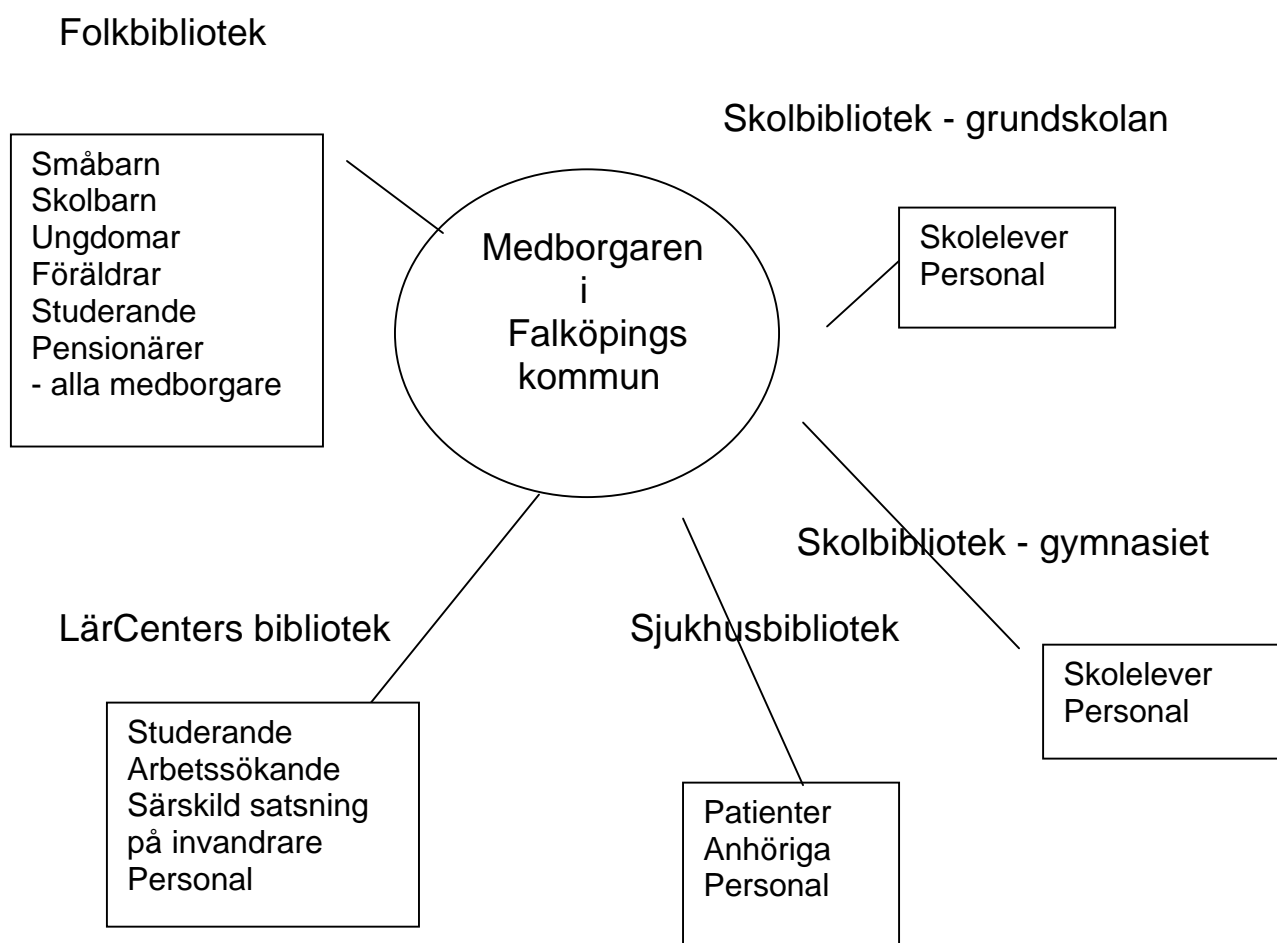 Folkbibliotek
Småbarn
Skolbarn
Ungdomar
Föräldrar
Studerande
Pensionärer
- alla medborgare
Medborgaren
i
Falköpings
kommun
Skolbibliotek - grundskolan
Skolelever
Personal
Skolbibliotek - gymnasiet
Skolelever
Personal
LärCenters bibliotek
Studerande
Arbetssökande
Särskild satsning
på invandrare
Personal
Sjukhusbibliotek
Patienter
Anhöriga
Personal